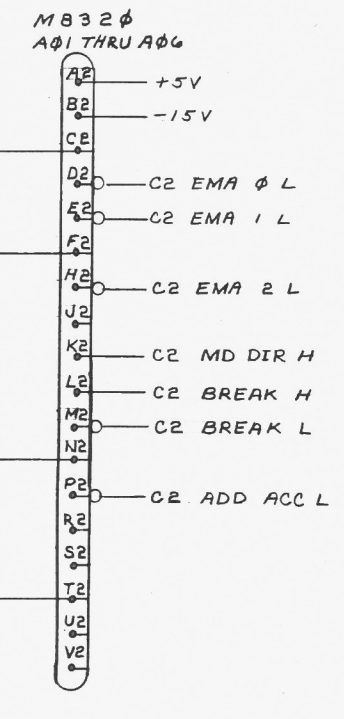 M832Ø
AØ1 THRU AØ6
A2 +5V
B2 -15V
C2
D2 C2 EMA Ø L
E2 C2 EMA 1 L
F2
H2 C2 EMA 2 L
J2
K2 C2 MD DIR H
L2 C2 BREAK H
M2 C2 BREAK L
N2
P2 C2 ADD ACC L
R2
S2
T2
U2
V2